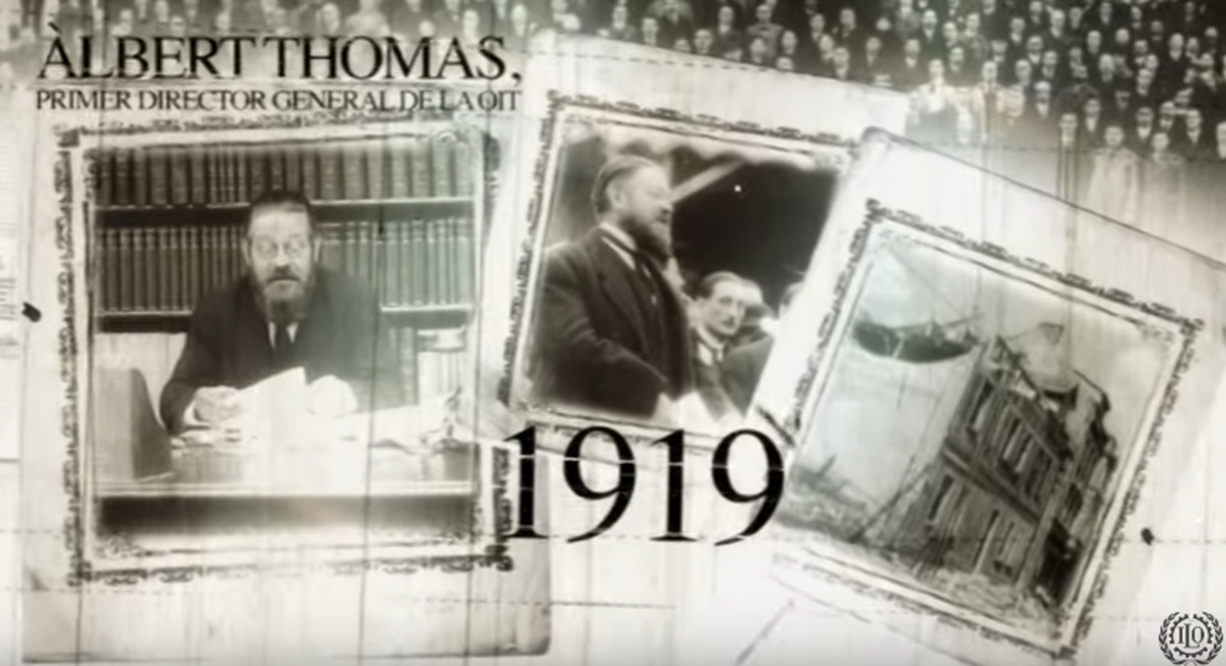 ÀLBERT THOMAS,
PRIMER DIRECTOR GENERAL DE LA OIT
1919
ILO